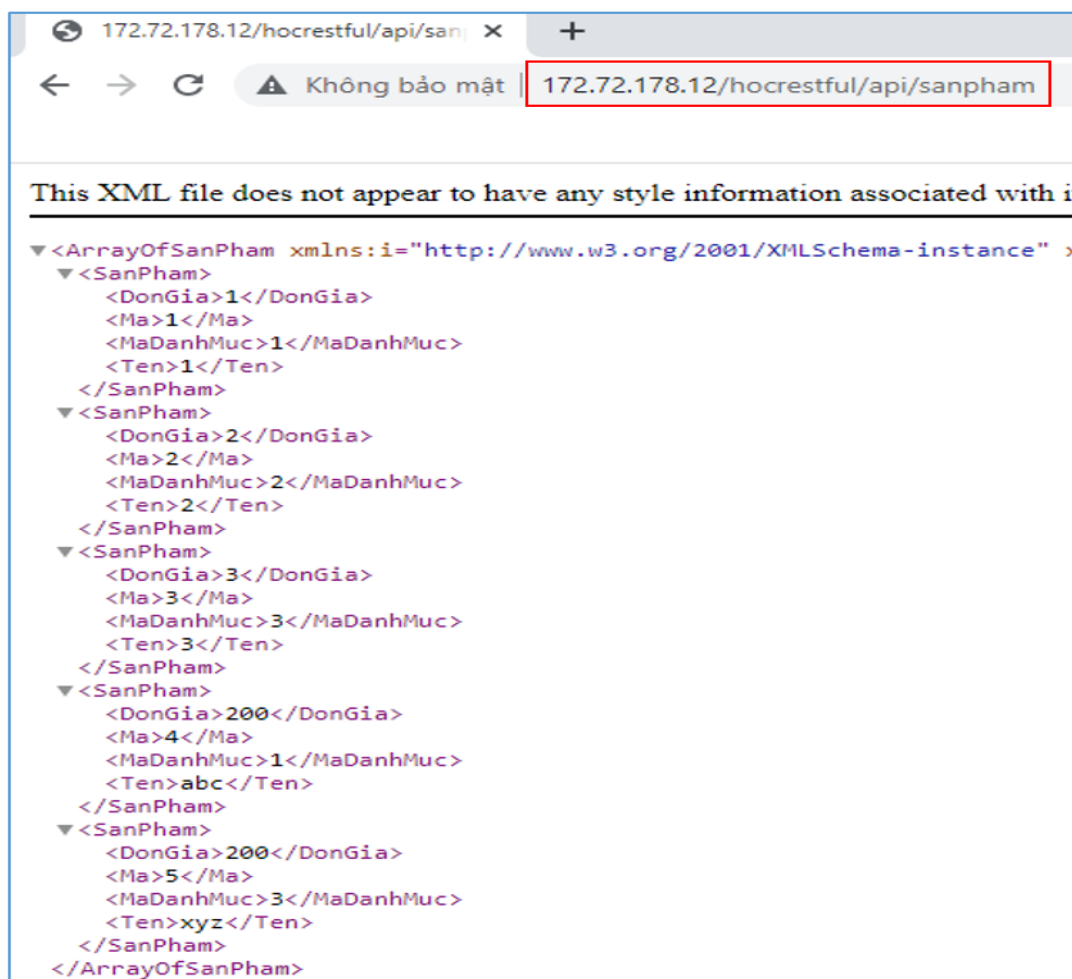 172.72.178.12/hocrestful/api/san
Không bảo mật | 172.72.178.12/hocrestful/api/sanpham
This XML file does not appear to have any style information associated with
<ArrayOfSanPham xmlns:i="http://www.w3.org/2001/XMLSchema-instance"
<SanPham>
<DonGia>1</DonGia>
<Ma>1</Ma>
<MaDanhMuc>1</MaDanhMuc>
<Ten>1</Ten>
</SanPham>
<SanPham>
<DonGia>2</DonGia>
<Ma>2</Ma>
<MaDanhMuc>2</MaDanhMuc>
<Ten>2</Ten>
</SanPham>
<SanPham>
<DonGia>3</DonGia>
<Ma>3</Ma>
<MaDanhMuc>3</MaDanhMuc>
<Ten>3</Ten>
</SanPham>
<SanPham>
<DonGia>200</DonGia>
<Ma>4</Ma>
<MaDanhMuc>1</MaDanhMuc>
<Ten>abc</Ten>
</SanPham>
<SanPham>
<DonGia>200</DonGia>
<Ma>5</Ma>
<MaDanhMuc>3</MaDanhMuc>
<Ten>xyz</Ten>
</SanPham>
</ArrayOfSanPham>